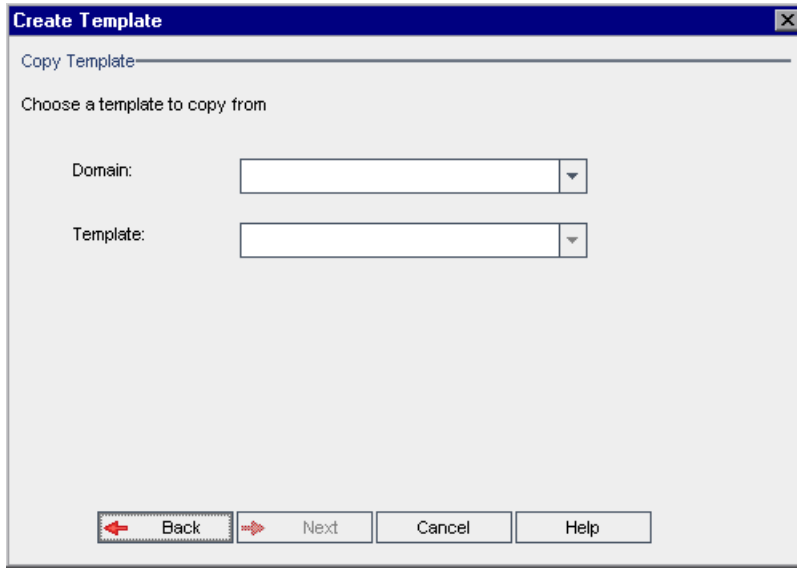 Create Template
Copy Template
Choose a template to copy from
Domain:
Template:
Back Next Cancel Help